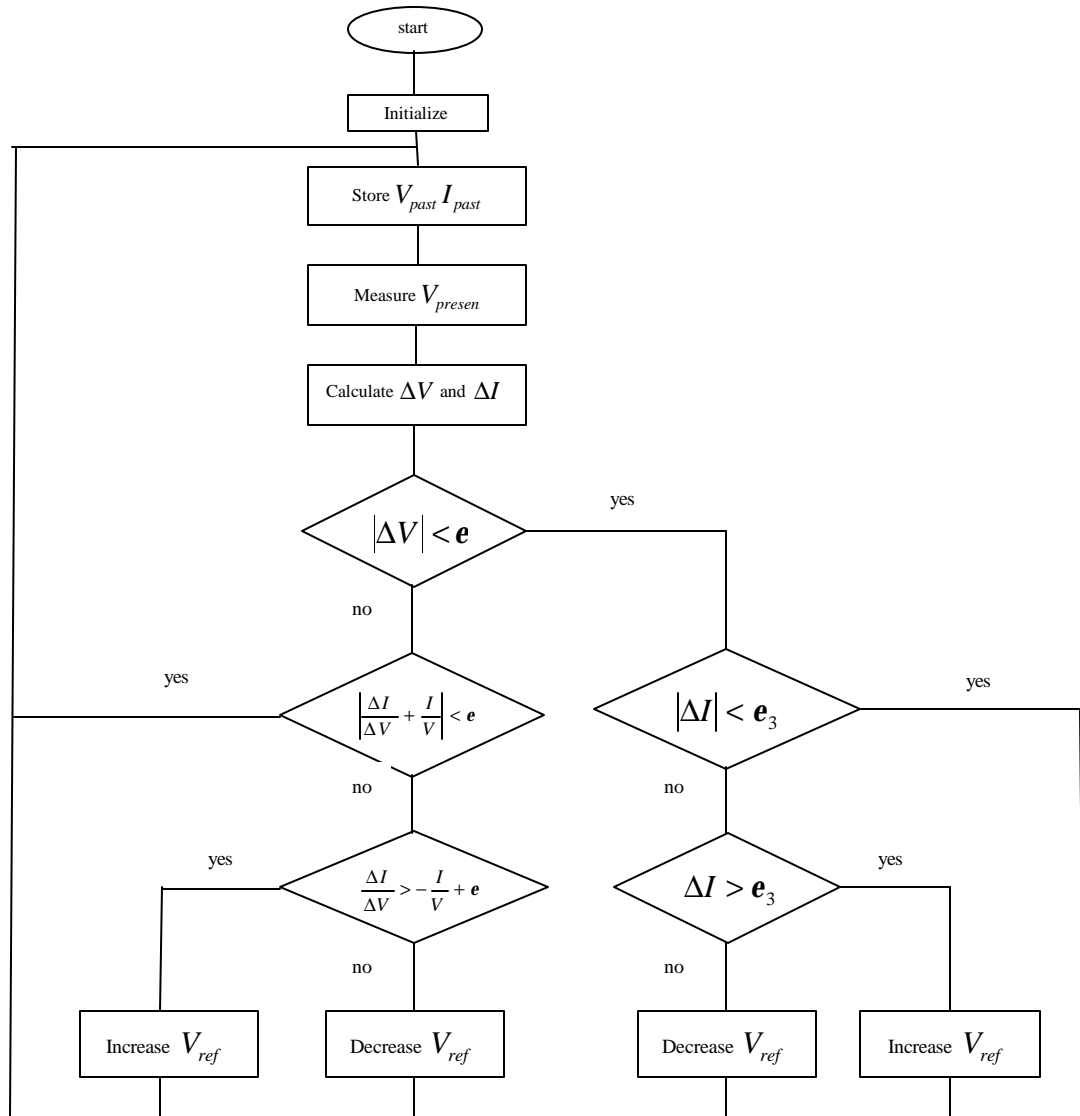 start
Initialize
Store V_past I_past
Measure V_presen
Calculate ΔV and ΔI
|ΔV| < e
yes
no
|ΔI/ΔV + I/V| < e
yes
no
|ΔI| < e_3
yes
no
ΔI/ΔV > −I/V + e
yes
no
ΔI > e_3
yes
no
Increase V_ref
Decrease V_ref
Decrease V_ref
Increase V_ref